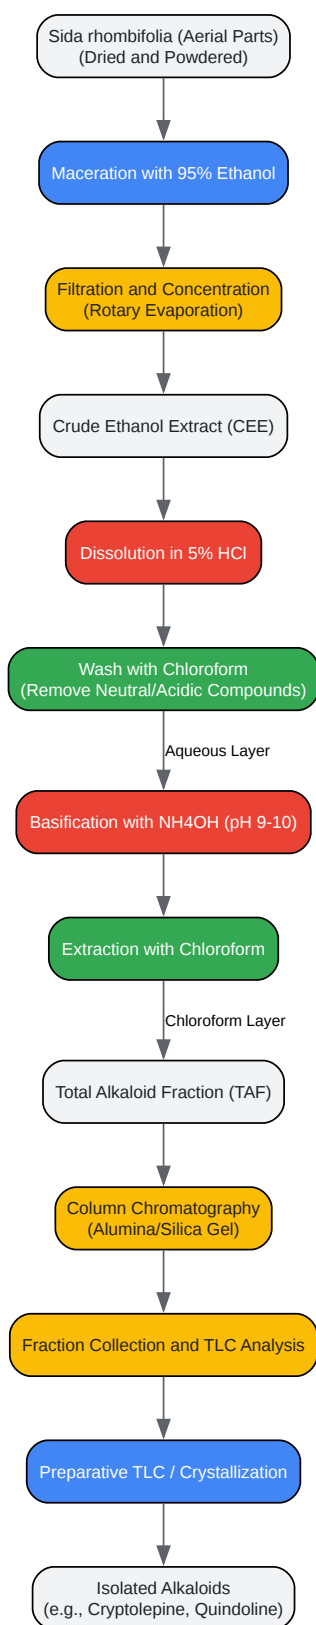 Sida rhombifolia (Aerial Parts)
(Dried and Powdered)
Maceration with 95% Ethanol
Filtration and Concentration
(Rotary Evaporation)
Crude Ethanol Extract (CEE)
Dissolution in 5% HCl
Wash with Chloroform
(Remove Neutral/Acidic Compounds)
Aqueous Layer
Basification with NH4OH (pH 9-10)
Extraction with Chloroform
Chloroform Layer
Total Alkaloid Fraction (TAF)
Column Chromatography
(Alumina/Silica Gel)
Fraction Collection and TLC Analysis
Preparative TLC / Crystallization
Isolated Alkaloids
(e.g., Cryptolepine, Quindoline)